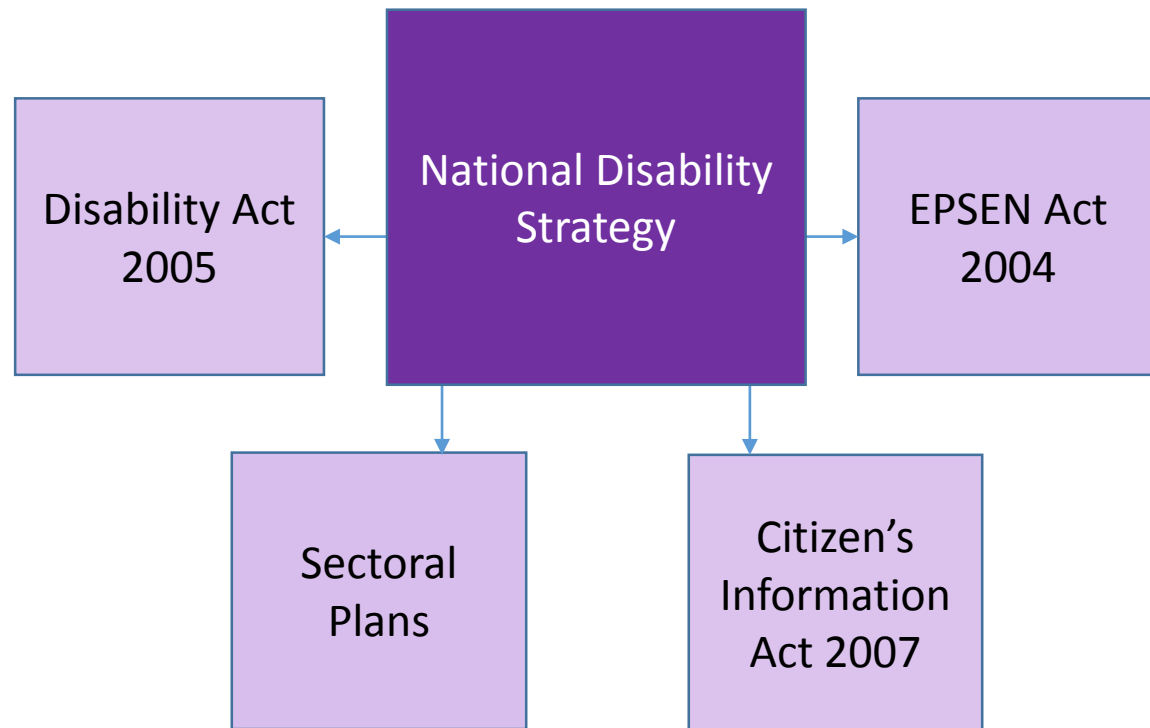 National Disability
Strategy
Disability Act
2005
EPSEN Act
2004
Sectoral
Plans
Citizen’s
Information
Act 2007